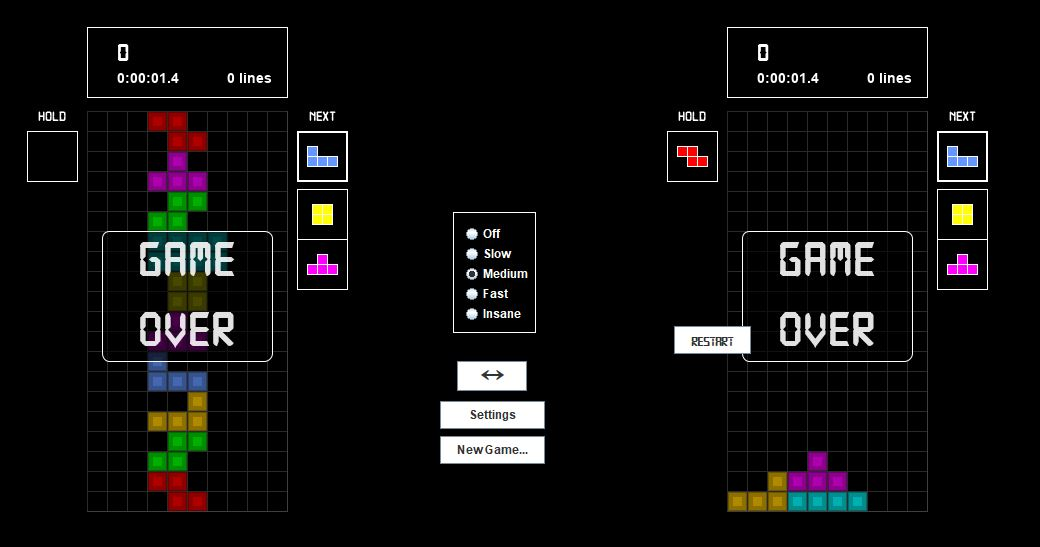 0
0:00:01.4 0 lines
HOLD
NEXT
GAME
OVER
Off
Slow
Medium
Fast
Insane
↔
Settings
New Game...
0
0:00:01.4 0 lines
HOLD
NEXT
GAME
OVER
RESTART